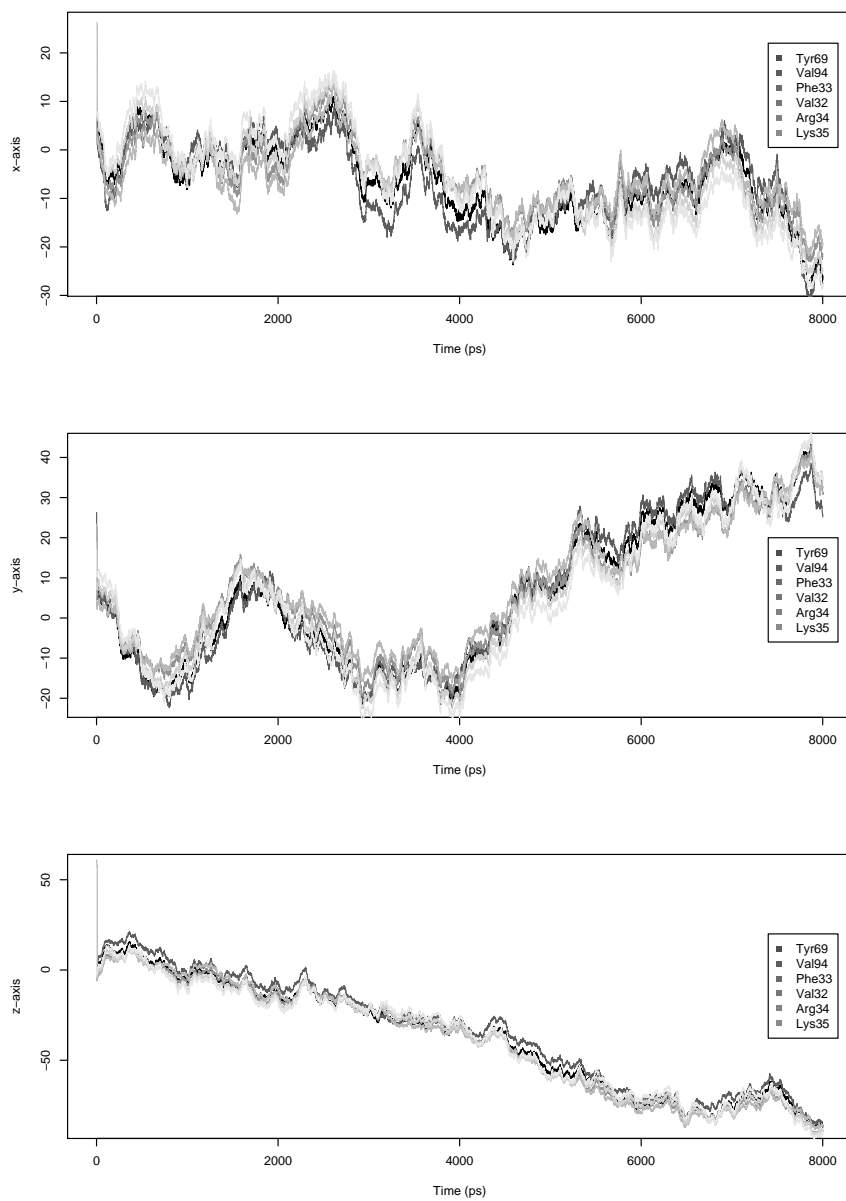 20
10
0
−10
−20
−30
x−axis
0 2000 4000 6000 8000
Time (ps)
Tyr69
Val94
Phe33
Val32
Arg34
Lys35
40
30
20
10
0
−10
−20
y−axis
0 2000 4000 6000 8000
Time (ps)
Tyr69
Val94
Phe33
Val32
Arg34
Lys35
50
0
−50
z−axis
0 2000 4000 6000 8000
Time (ps)
Tyr69
Val94
Phe33
Val32
Arg34
Lys35